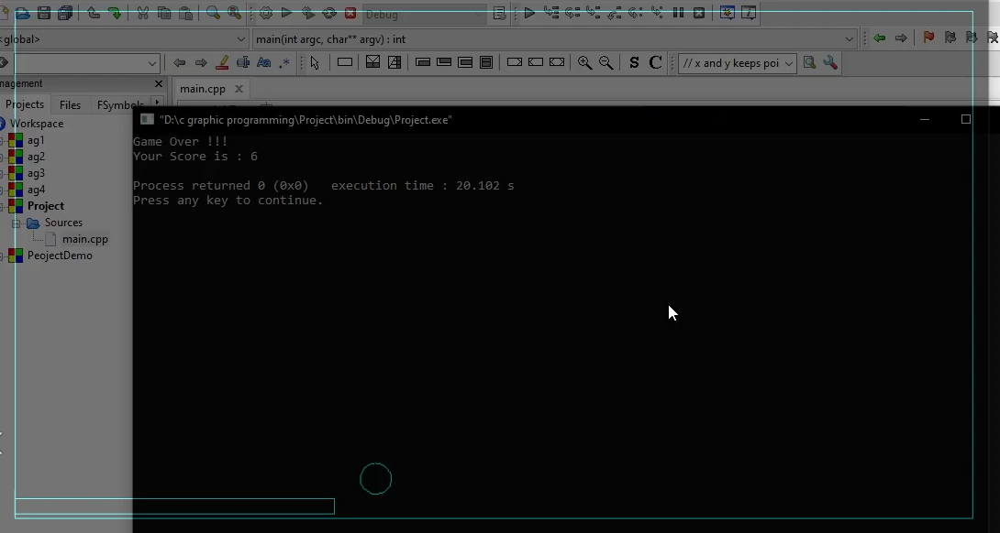 Debug
<global>
main(int argc, char** argv) : int
S C // x and y keeps poi
nagement
main.cpp
Projects Files FSymbols
"D:\c graphic programming\Project\bin\Debug\Project.exe"
Workspace
ag1
ag2
ag3
ag4
Project
Sources
main.cpp
PeojectDemo
Game Over !!!
Your Score is : 6
Process returned 0 (0x0) execution time : 20.102 s
Press any key to continue.